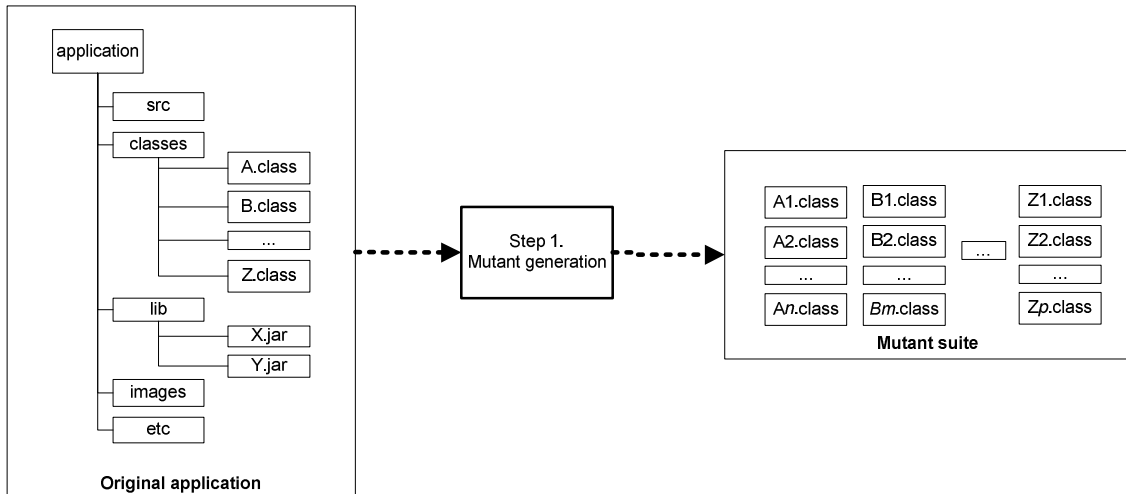 application
src
classes
A.class
B.class
...
Z.class
lib
X.jar
Y.jar
images
etc
Original application
Step 1.
Mutant generation
A1.class
B1.class
Z1.class
A2.class
B2.class
...
Z2.class
...
...
...
An.class
Bm.class
Zp.class
Mutant suite